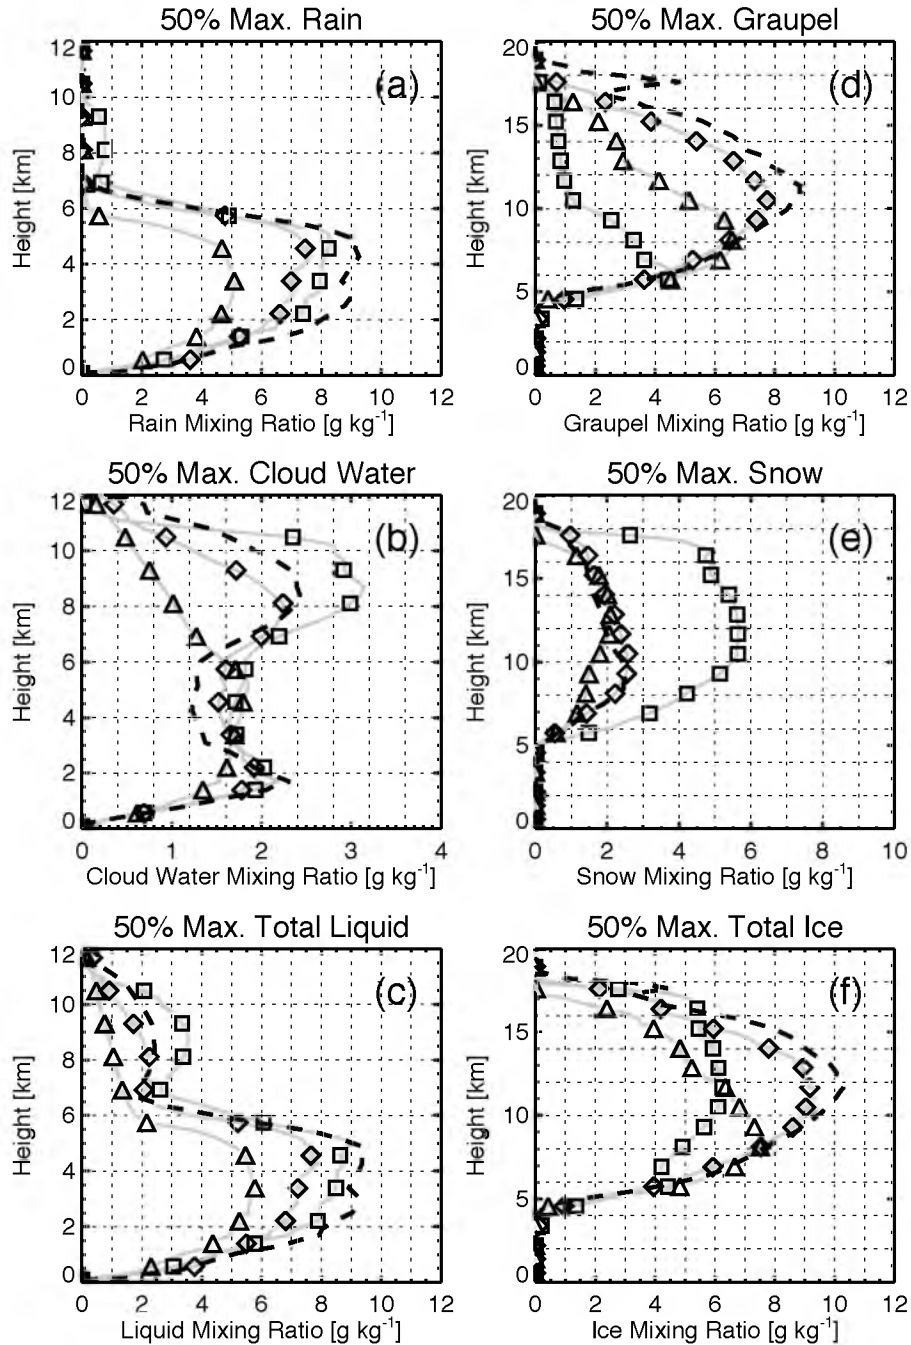 50% Max. Rain
12
10
8
6
4
2
0
Height [km]
(a)
0 2 4 6 8 10 12
Rain Mixing Ratio [g kg⁻¹]
50% Max. Graupel
20
15
10
5
0
Height [km]
(d)
0 2 4 6 8 10 12
Graupel Mixing Ratio [g kg⁻¹]
50% Max. Cloud Water
12
10
8
6
4
2
0
Height [km]
(b)
0 1 2 3 4
Cloud Water Mixing Ratio [g kg⁻¹]
50% Max. Snow
20
15
10
5
0
Height [km]
(e)
0 2 4 6 8 10
Snow Mixing Ratio [g kg⁻¹]
50% Max. Total Liquid
12
10
8
6
4
2
0
Height [km]
(c)
0 2 4 6 8 10 12
Liquid Mixing Ratio [g kg⁻¹]
50% Max. Total Ice
20
15
10
5
0
Height [km]
(f)
0 2 4 6 8 10 12
Ice Mixing Ratio [g kg⁻¹]